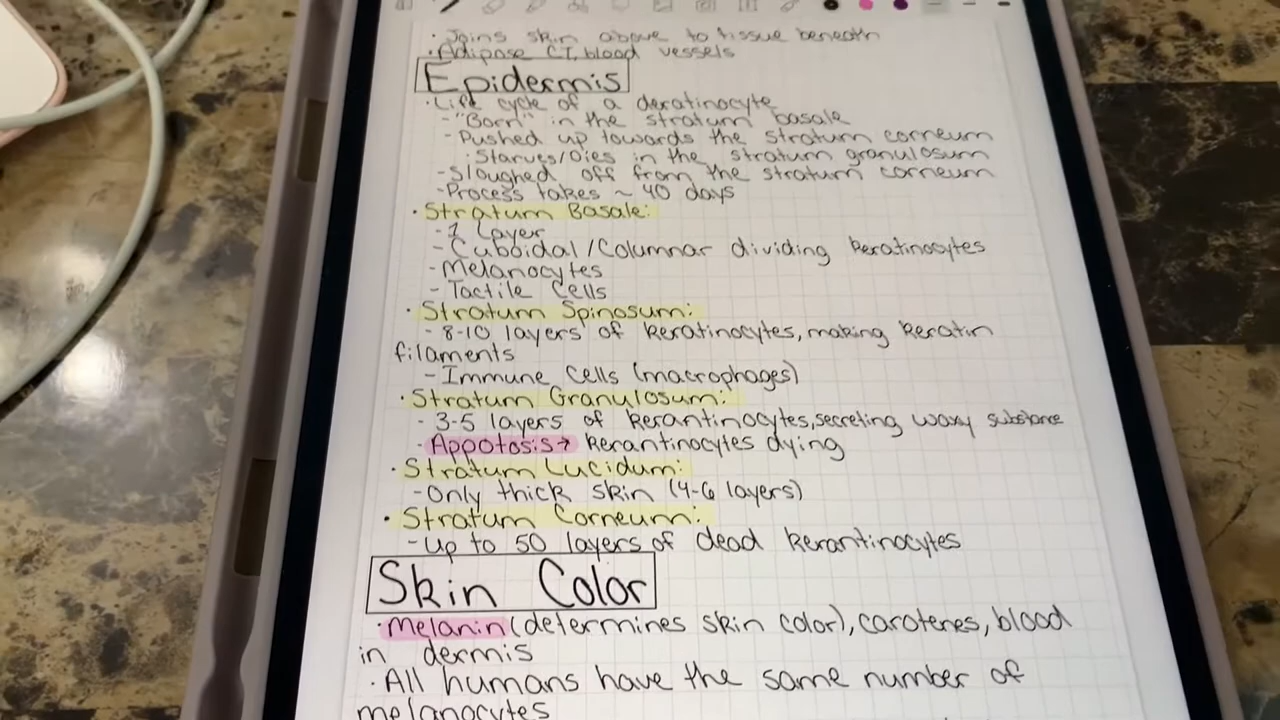 · Joins skin above to tissue beneath
· Adipose CT, blood vessels
Epidermis
· Life cycle of a deratinocyte
- "Born" in the stratum basale
- Pushed up towards the stratum corneum
· Starves/Dies in the stratum granulosum
- Sloughed off from the stratum corneum
- Process takes ~ 40 days
· Stratum Basale:
- 1 Layer
- Cuboidal/Columnar dividing keratinocytes
- Melanocytes
- Tactile Cells
· Stratum Spinosum:
- 8-10 layers of keratinocytes, making keratin
filaments
- Immune Cells (macrophages)
· Stratum Granulosum:
- 3-5 layers of kerantinocytes, secreting waxy substance
- Appotosis → kerantinocytes dying
· Stratum Lucidum:
- Only thick skin (4-6 layers)
· Stratum Corneum:
- Up to 50 layers of dead kerantinocytes
Skin Color
· Melanin (determines skin color), carotenes, blood
in dermis
· All humans have the same number of
melanocytes